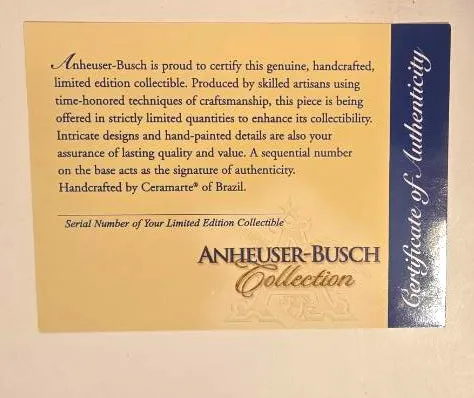 Anheuser-Busch is proud to certify this genuine, handcrafted,
limited edition collectible. Produced by skilled artisans using
time-honored techniques of craftsmanship, this piece is being
offered in strictly limited quantities to enhance its collectibility.
Intricate designs and hand-painted details are also your
assurance of lasting quality and value. A sequential number
on the base acts as the signature of authenticity.
Handcrafted by Ceramarte® of Brazil.
Serial Number of Your Limited Edition Collectible
ANHEUSER-BUSCH
Collection
Certificate of Authenticity